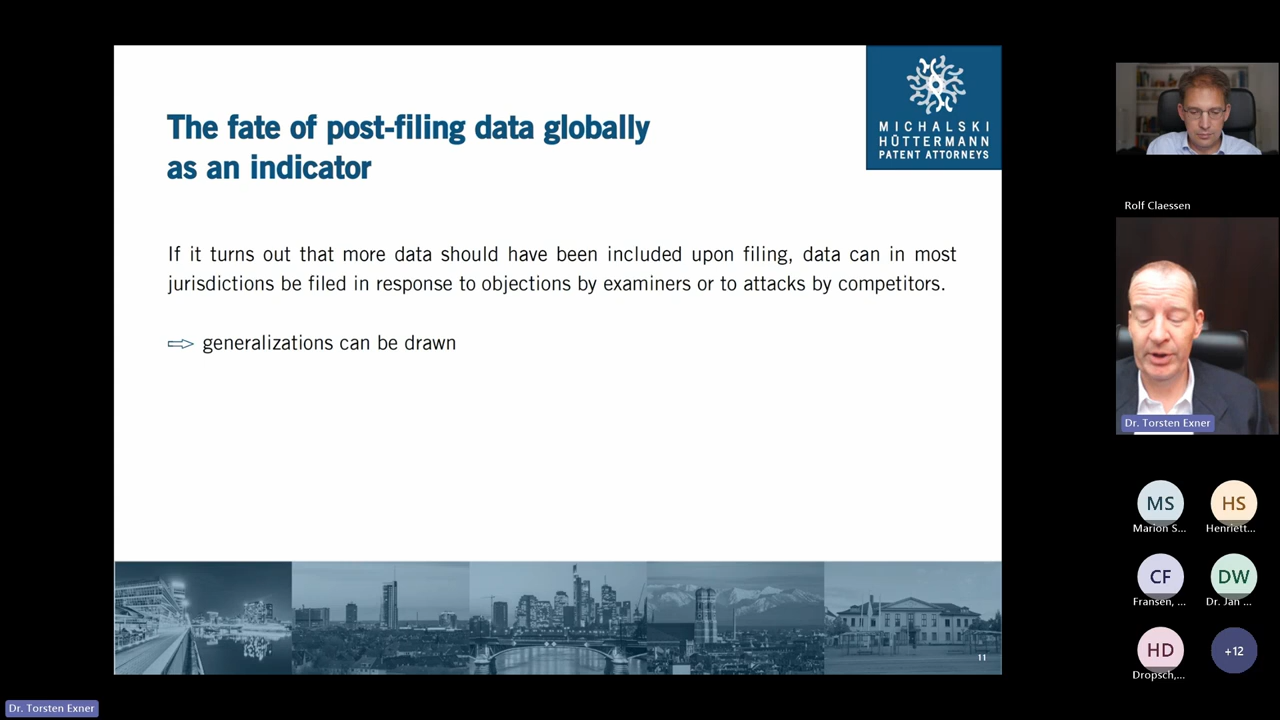 MICHALSKI
HÜTTERMANN
PATENT ATTORNEYS
The fate of post-filing data globally
as an indicator
If it turns out that more data should have been included upon filing, data can in most
jurisdictions be filed in response to objections by examiners or to attacks by competitors.
⇨ generalizations can be drawn
11
Rolf Claessen
Dr. Torsten Exner
MS
Marion S...
HS
Henriett...
CF
Fransen, ...
DW
Dr. Jan ...
HD
Dropsch,...
+12
Dr. Torsten Exner